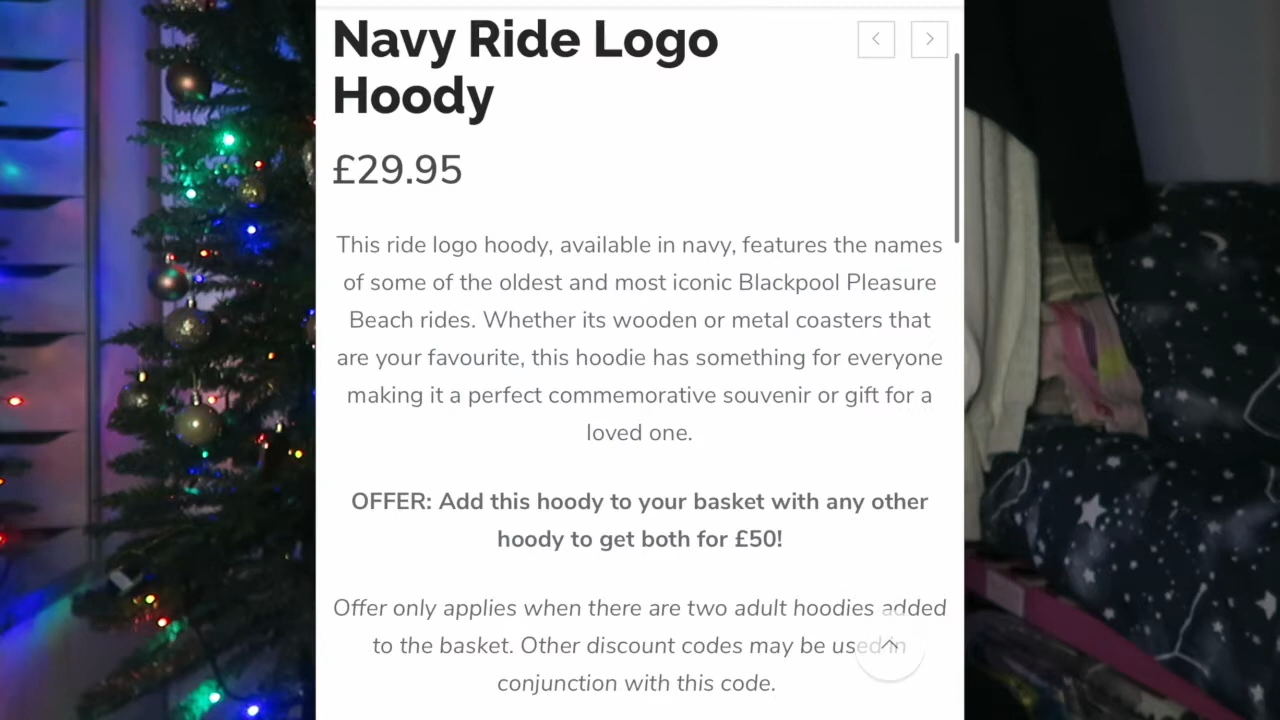 Navy Ride Logo
Hoody
£29.95
This ride logo hoody, available in navy, features the names
of some of the oldest and most iconic Blackpool Pleasure
Beach rides. Whether its wooden or metal coasters that
are your favourite, this hoodie has something for everyone
making it a perfect commemorative souvenir or gift for a
loved one.
OFFER: Add this hoody to your basket with any other
hoody to get both for £50!
Offer only applies when there are two adult hoodies added
to the basket. Other discount codes may be used in
conjunction with this code.